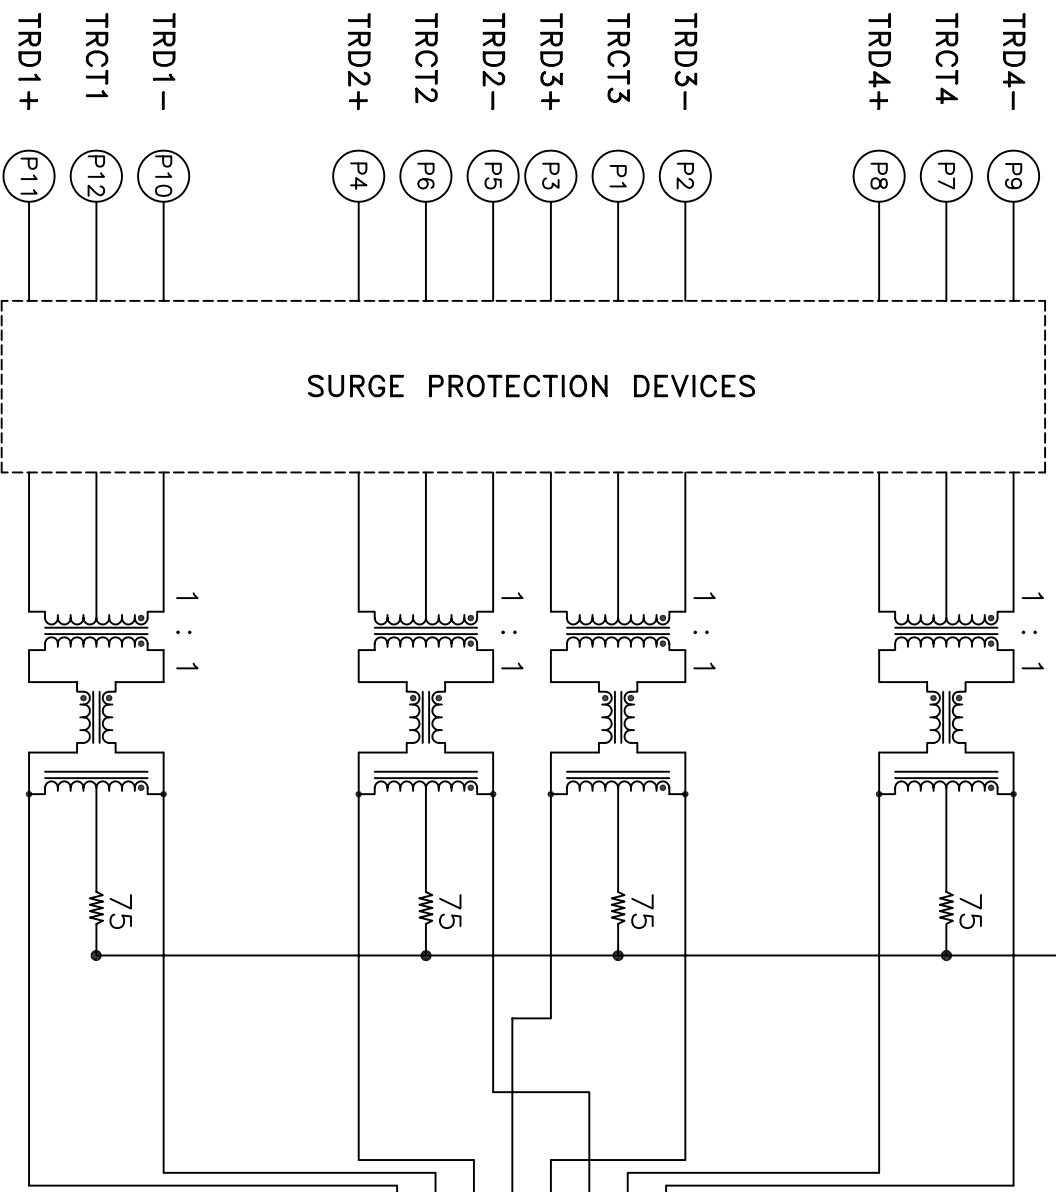 TRD1+
TRCT1
TRD1-
TRD2+
TRCT2
TRD2-
TRD3+
TRCT3
TRD3-
TRD4+
TRCT4
TRD4-
P11
P12
P10
P4
P6
P5
P3
P1
P2
P8
P7
P9
SURGE PROTECTION DEVICES
1 : 1
1 : 1
1 : 1
1 : 1
75
75
75
75